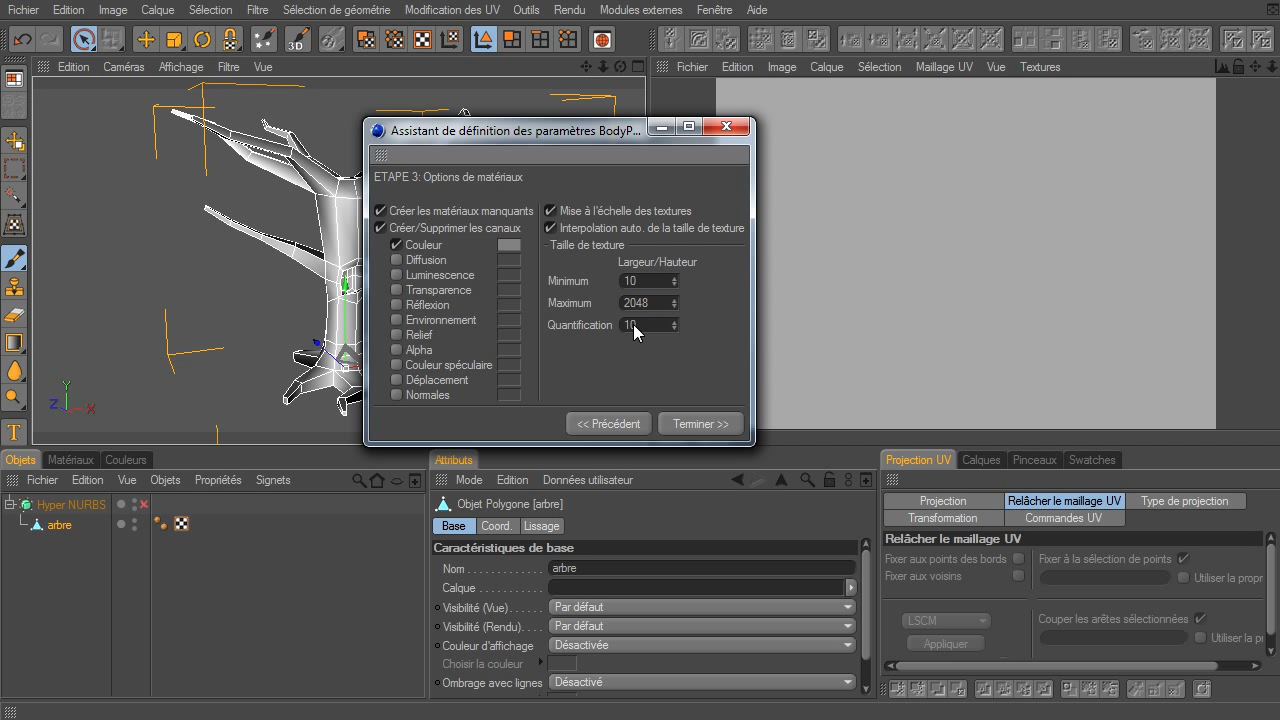 Fichier Edition Image Calque Sélection Filtre Sélection de géométrie Modification des UV Outils Rendu Modules externes Fenêtre Aide
3D
Edition Caméras Affichage Filtre Vue
Fichier Edition Image Calque Sélection Maillage UV Vue Textures
Assistant de définition des paramètres BodyP...
ETAPE 3: Options de matériaux
Créer les matériaux manquants
Créer/Supprimer les canaux
Couleur
Diffusion
Luminescence
Transparence
Réflexion
Environnement
Relief
Alpha
Couleur spéculaire
Déplacement
Normales
Mise à l'échelle des textures
Interpolation auto. de la taille de texture
Taille de texture
Largeur/Hauteur
Minimum 10
Maximum 2048
Quantification 10
<< Précédent Terminer >>
Y
Z X
T
Objets Matériaux Couleurs
Fichier Edition Vue Objets Propriétés Signets
Hyper NURBS
arbre
Attributs
Mode Edition Données utilisateur
Objet Polygone [arbre]
Base Coord. Lissage
Caractéristiques de base
Nom . . . . . . . . . . . . . arbre
Calque . . . . . . . . . . .
Visibilité (Vue) . . . . . . Par défaut
Visibilité (Rendu). . . . Par défaut
Couleur d'affichage Désactivée
Choisir la couleur
Ombrage avec lignes Désactivé
Projection UV Calques Pinceaux Swatches
Projection Relâcher le maillage UV Type de projection
Transformation Commandes UV
Relâcher le maillage UV
Fixer aux points des bords Fixer à la sélection de points
Fixer aux voisins Utiliser la propr
LSCM Couper les arêtes sélectionnées
Appliquer Utiliser la pr